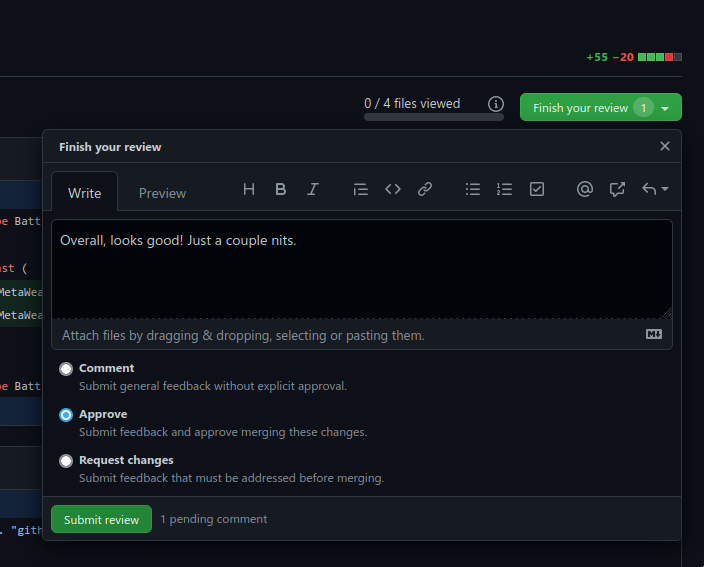 +55 −20
0 / 4 files viewed
Finish your review 1
Finish your review
Write Preview
Overall, looks good! Just a couple nits.
Attach files by dragging & dropping, selecting or pasting them.
Comment
Submit general feedback without explicit approval.
Approve
Submit feedback and approve merging these changes.
Request changes
Submit feedback that must be addressed before merging.
Submit review 1 pending comment
pe Batt
ast (
MetaWea
MetaWea
pe Batt
. "gith